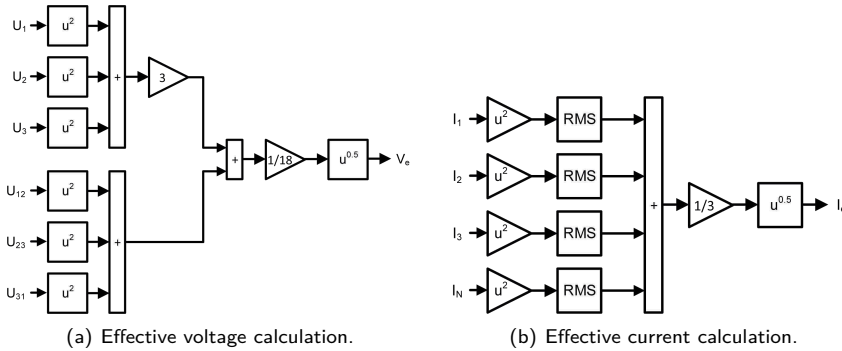 U1 u2
U2 u2 + 3
U3 u2
+ 1/18 u0.5 Ve
U12 u2
U23 u2 +
U31 u2
(a) Effective voltage calculation.
I1 u2 RMS
I2 u2 RMS
+ 1/3 u0.5
I3 u2 RMS
IN u2 RMS
(b) Effective current calculation.